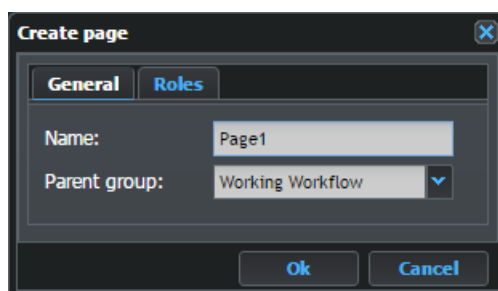 Create page
General Roles
Name: Page1
Parent group: Working Workflow
Ok Cancel